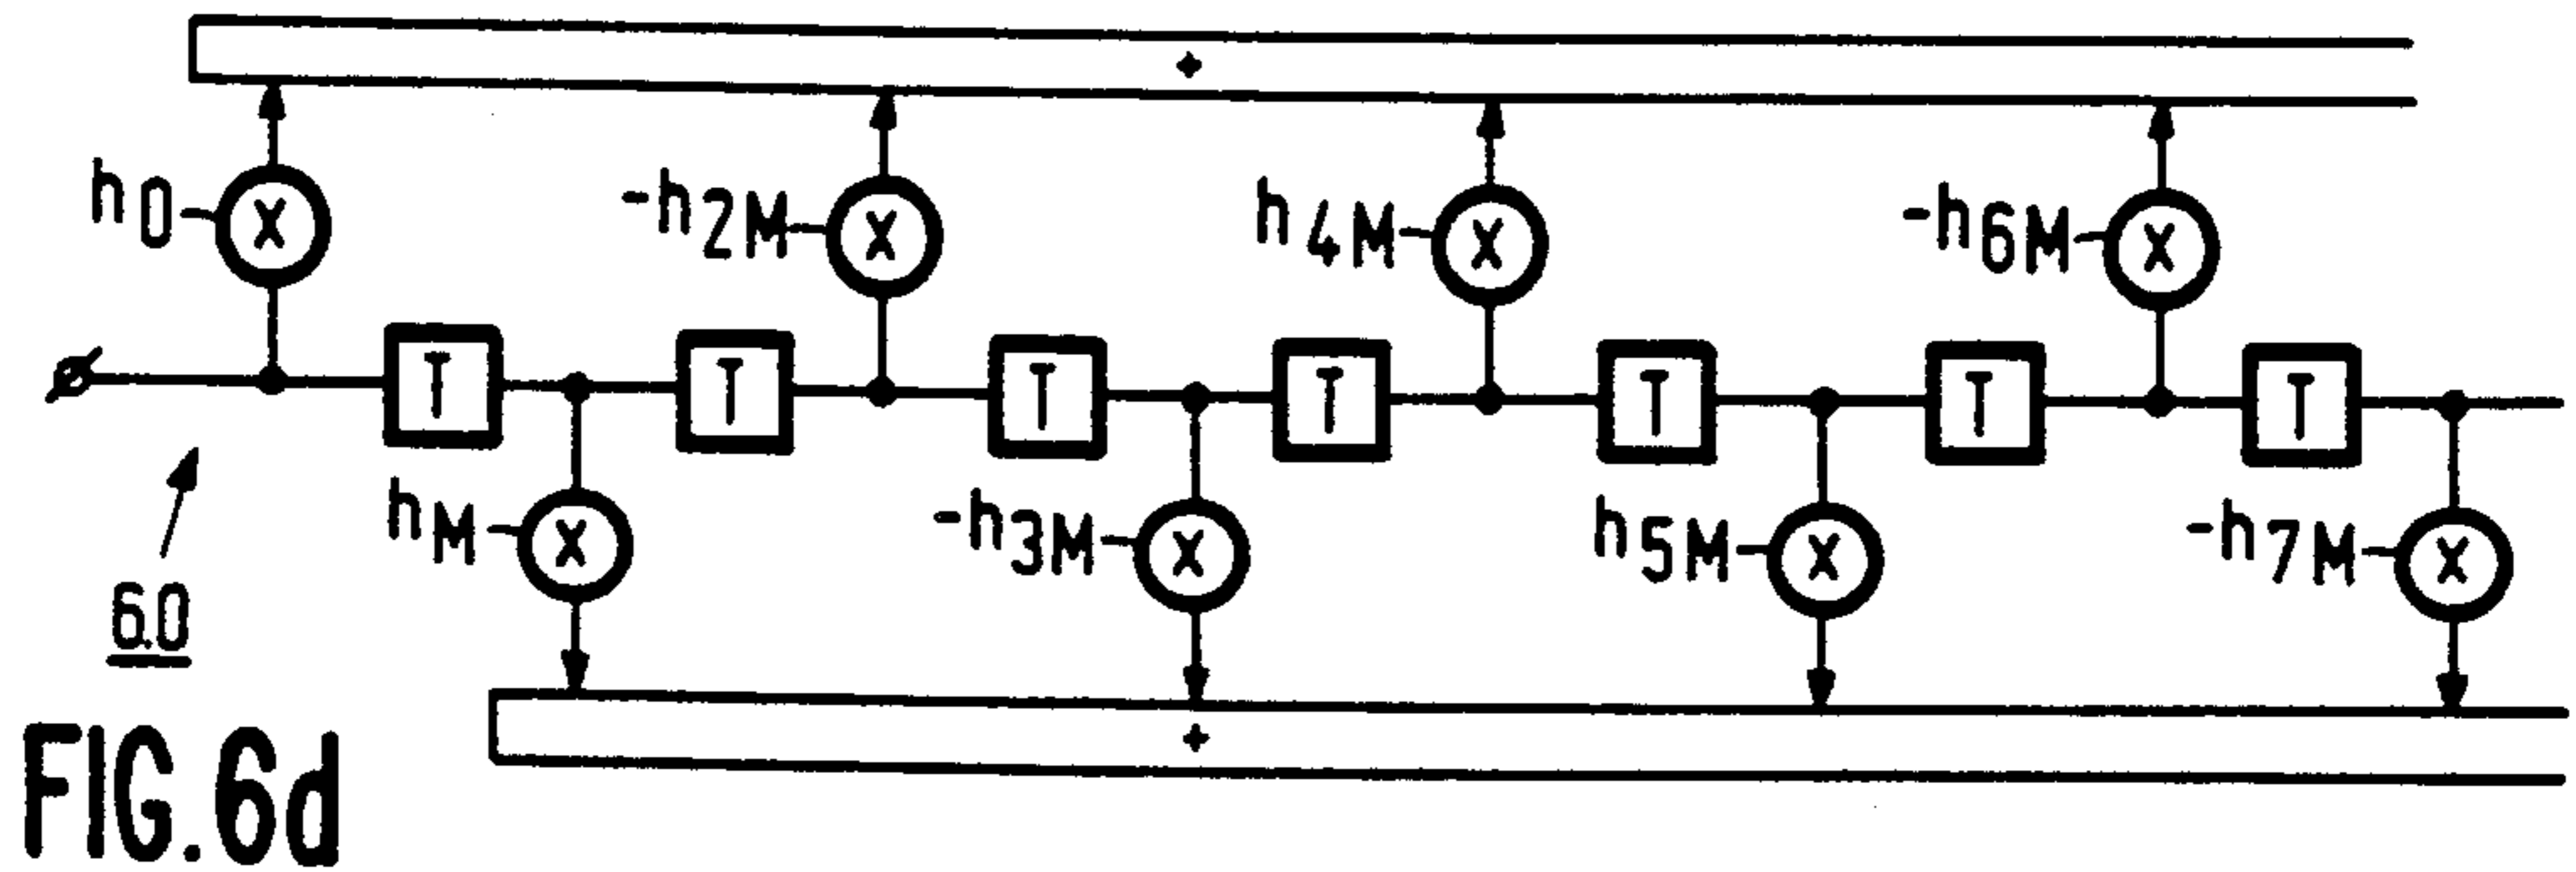 +
h0 X -h2M X h4M X -h6M X
T T T T T T T
hM X -h3M X h5M X -h7M X
6.0
+
FIG.6d